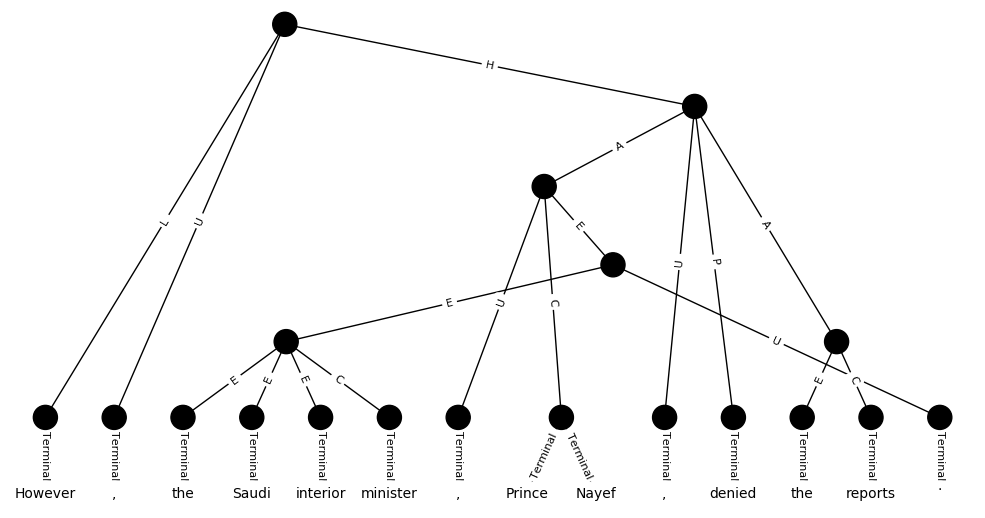 H
A
A
L
U
E
U
P
E
U
C
U
E
E
E
C
E
C
Terminal Terminal Terminal Terminal Terminal Terminal Terminal Terminal Terminal Terminal Terminal Terminal Terminal Terminal
However , the Saudi interior minister , Prince Nayef , denied the reports .